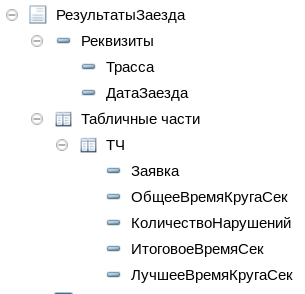 РезультатыЗаезда
Реквизиты
Трасса
ДатаЗаезда
Табличные части
ТЧ
Заявка
ОбщееВремяКругаСек
КоличествоНарушений
ИтоговоеВремяСек
ЛучшееВремяКругаСек